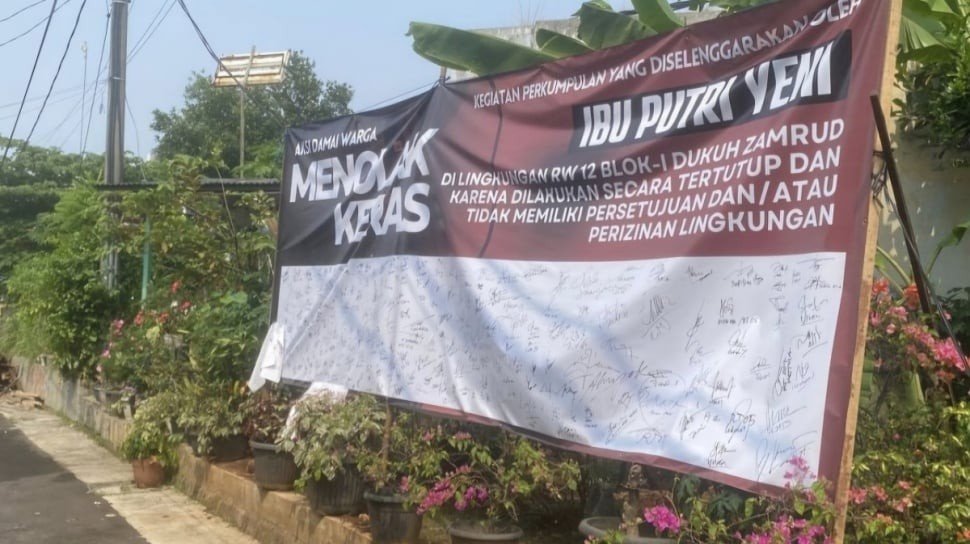 AKSI DAMAI WARGA
MENOLAK
KERAS
KEGIATAN PERKUMPULAN YANG DISELENGGARAKAN OLEH
IBU PUTRI YENI
DI LINGKUNGAN RW 12 BLOK-I DUKUH ZAMRUD
KARENA DILAKUKAN SECARA TERTUTUP DAN
TIDAK MEMILIKI PERSETUJUAN DAN/ATAU
PERIZINAN LINGKUNGAN